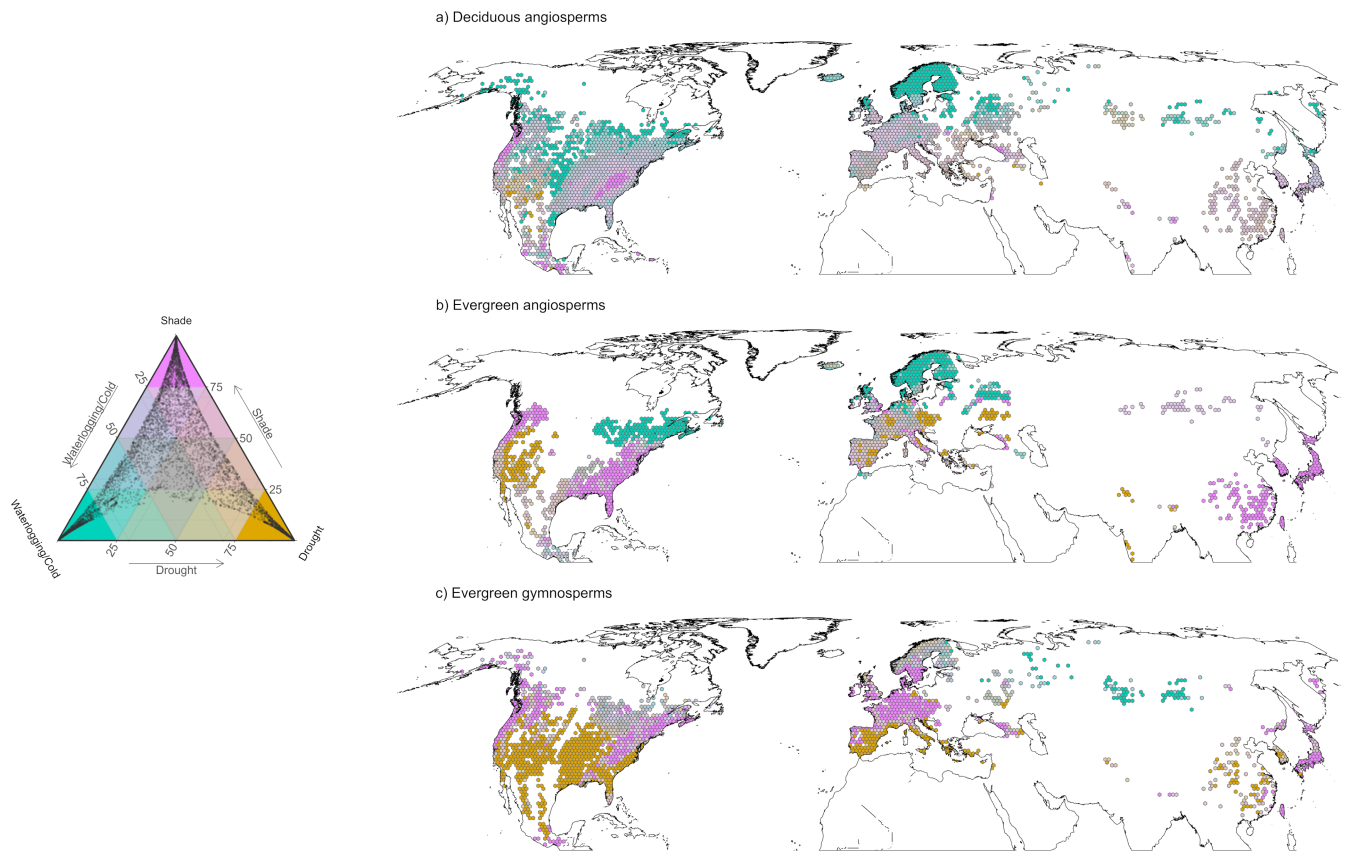 a) Deciduous angiosperms
b) Evergreen angiosperms
Shade
25
75
Waterlogging/Cold
Shade
50
50
75
25
Waterlogging/Cold
Drought
25
50
75
Drought
c) Evergreen gymnosperms